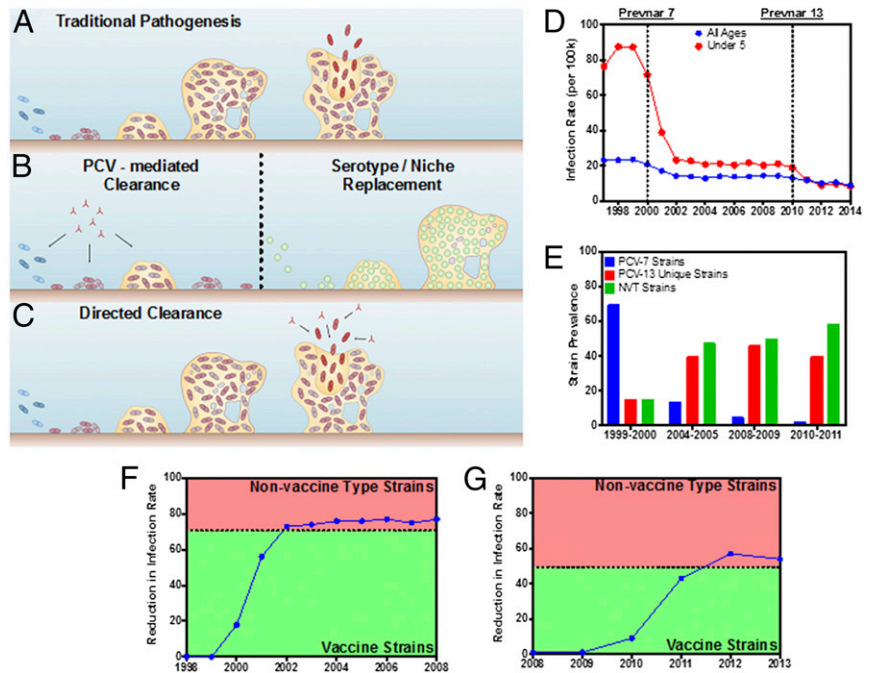 A
Traditional Pathogenesis
B
PCV - mediated
Clearance
Serotype / Niche
Replacement
C
Directed Clearance
D
Prevnar 7
Prevnar 13
All Ages
Under 5
Infection Rate (per 100k)
100
80
60
40
20
0
1998 2000 2002 2004 2006 2008 2010 2012 2014
E
PCV-7 Strains
PCV-13 Unique Strains
NVT Strains
Strain Prevalence
100
80
60
40
20
0
1999-2000 2004-2005 2008-2009 2010-2011
F
Non-vaccine Type Strains
Vaccine Strains
Reduction in Infection Rate
100
80
60
40
20
0
1998 2000 2002 2004 2006 2008
G
Non-vaccine Type Strains
Vaccine Strains
Reduction in Infection Rate
100
80
60
40
20
0
2008 2009 2010 2011 2012 2013